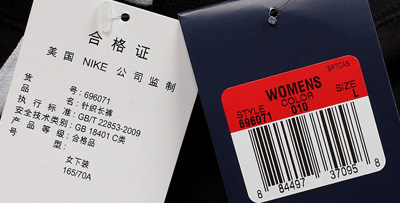 合格证
美国 NIKE 公司监制
货号: 696071
品名: 针织长裤
执行标准: GB/T 22853-2009
安全技术类别: GB 18401 C类
产品等级: 合格品
型:
女下装
165/70A
SPTCAS
WOMENS
STYLE COLOR SIZE
696071 010 L
8 84497 37095 8